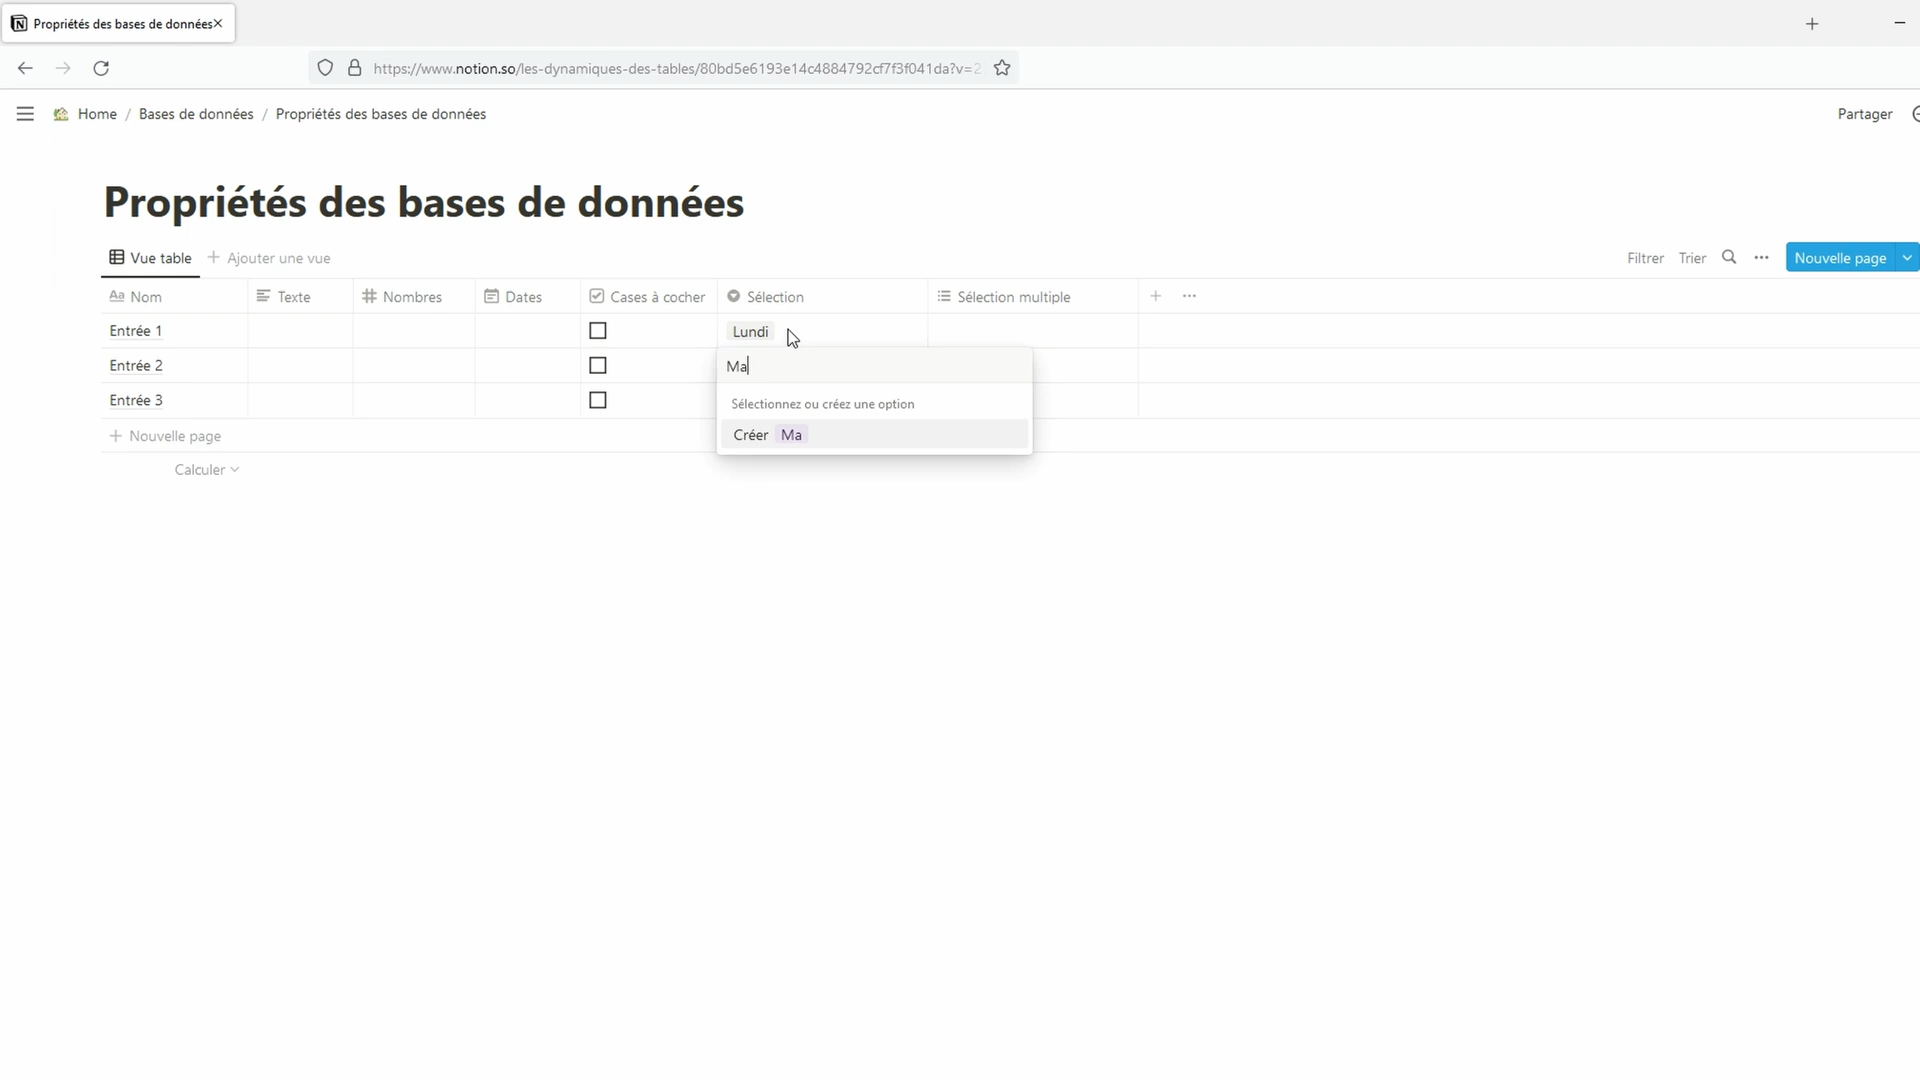 Propriétés des bases de données
https://www.notion.so/les-dynamiques-des-tables/80bd5e6193e14c4884792cf7f3f041da?v=2
Home / Bases de données / Propriétés des bases de données
Partager
Propriétés des bases de données
Vue table
Ajouter une vue
Filtrer
Trier
Nouvelle page
Aa Nom
Texte
Nombres
Dates
Cases à cocher
Sélection
Sélection multiple
Entrée 1
Lundi
Entrée 2
Ma
Entrée 3
Sélectionnez ou créez une option
Créer Ma
Nouvelle page
Calculer